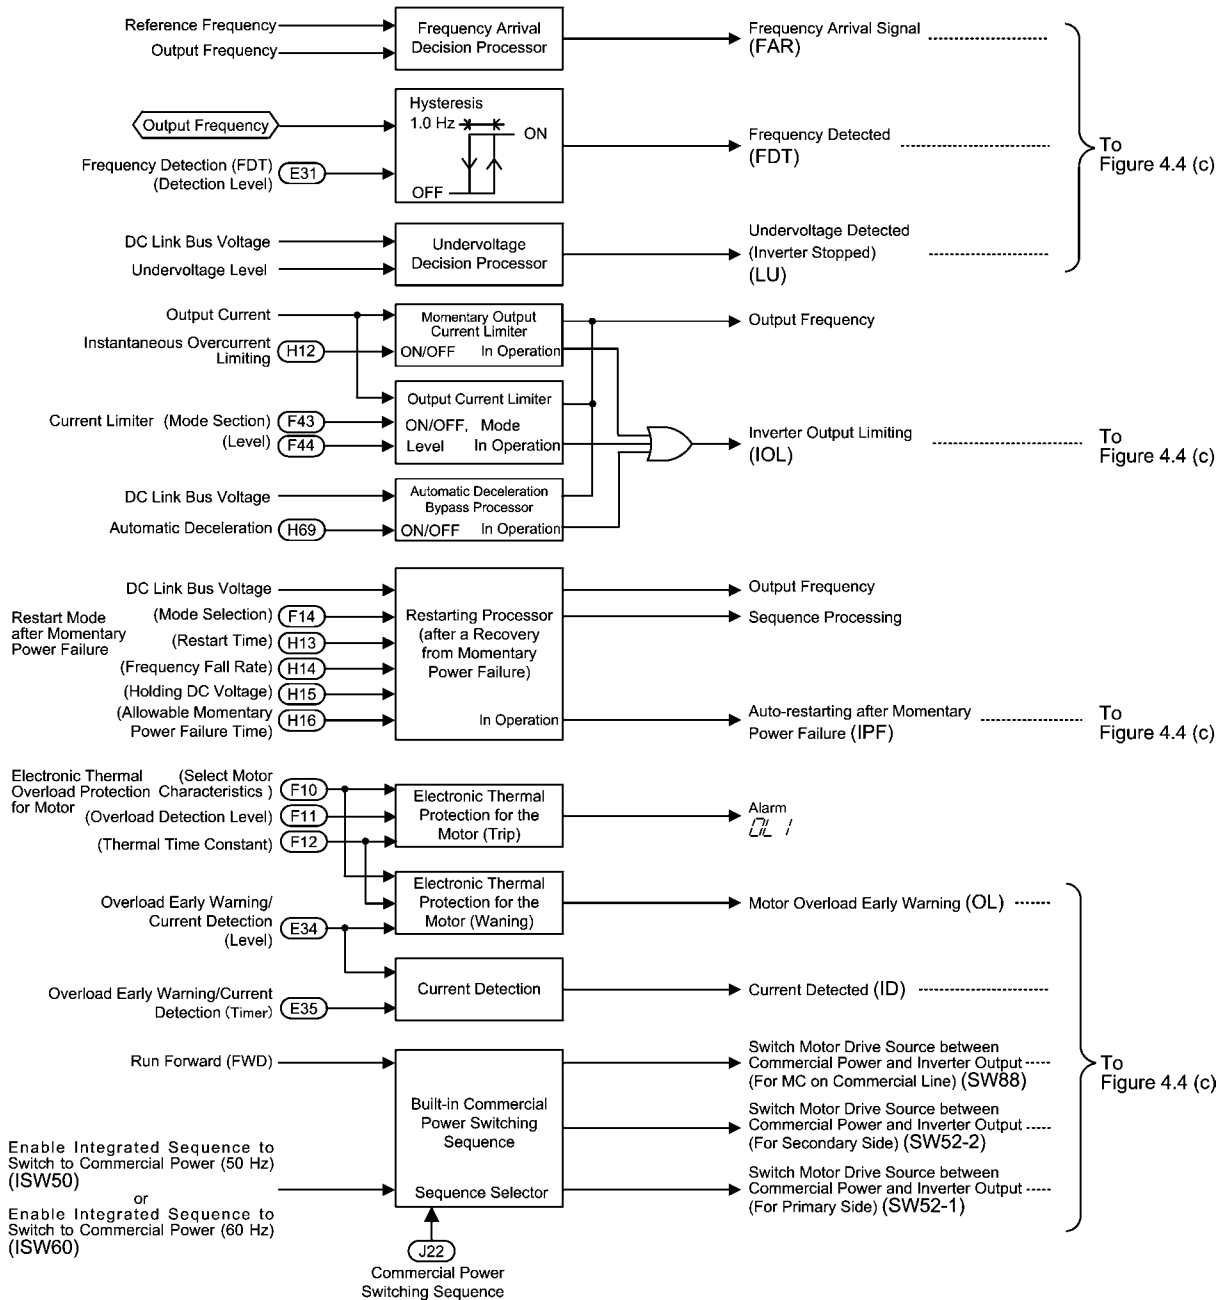 Reference Frequency
Output Frequency
Frequency Arrival
Decision Processor
Frequency Arrival Signal
(FAR)
Output Frequency
Hysteresis
1.0 Hz
ON
OFF
Frequency Detection (FDT)
(Detection Level)
E31
Frequency Detected
(FDT)
To
Figure 4.4 (c)
DC Link Bus Voltage
Undervoltage Level
Undervoltage
Decision Processor
Undervoltage Detected
(Inverter Stopped)
(LU)
Output Current
Instantaneous Overcurrent
Limiting
H12
Momentary Output
Current Limiter
ON/OFF In Operation
Output Frequency
Current Limiter (Mode Section)
F43
(Level)
F44
Output Current Limiter
ON/OFF, Mode
Level In Operation
Inverter Output Limiting
(IOL)
To
Figure 4.4 (c)
DC Link Bus Voltage
Automatic Deceleration
H69
Automatic Deceleration
Bypass Processor
ON/OFF In Operation
DC Link Bus Voltage
Restart Mode
after Momentary
Power Failure
(Mode Selection)
F14
(Restart Time)
H13
(Frequency Fall Rate)
H14
(Holding DC Voltage)
H15
(Allowable Momentary
Power Failure Time)
H16
Restarting Processor
(after a Recovery
from Momentary
Power Failure)
In Operation
Output Frequency
Sequence Processing
Auto-restarting after Momentary
Power Failure (IPF)
To
Figure 4.4 (c)
Electronic Thermal (Select Motor
Overload Protection Characteristics )
for Motor
F10
(Overload Detection Level)
F11
(Thermal Time Constant)
F12
Electronic Thermal
Protection for the
Motor (Trip)
Alarm
OL 1
Overload Early Warning/
Current Detection
(Level)
E34
Electronic Thermal
Protection for the
Motor (Waning)
Motor Overload Early Warning (OL)
Overload Early Warning/Current
Detection (Timer)
E35
Current Detection
Current Detected (ID)
Run Forward (FWD)
Enable Integrated Sequence to
Switch to Commercial Power (50 Hz)
(ISW50)
or
Enable Integrated Sequence to
Switch to Commercial Power (60 Hz)
(ISW60)
Built-in Commercial
Power Switching
Sequence
Sequence Selector
J22
Commercial Power
Switching Sequence
Switch Motor Drive Source between
Commercial Power and Inverter Output
(For MC on Commercial Line) (SW88)
Switch Motor Drive Source between
Commercial Power and Inverter Output
(For Secondary Side) (SW52-2)
Switch Motor Drive Source between
Commercial Power and Inverter Output
(For Primary Side) (SW52-1)
To
Figure 4.4 (c)